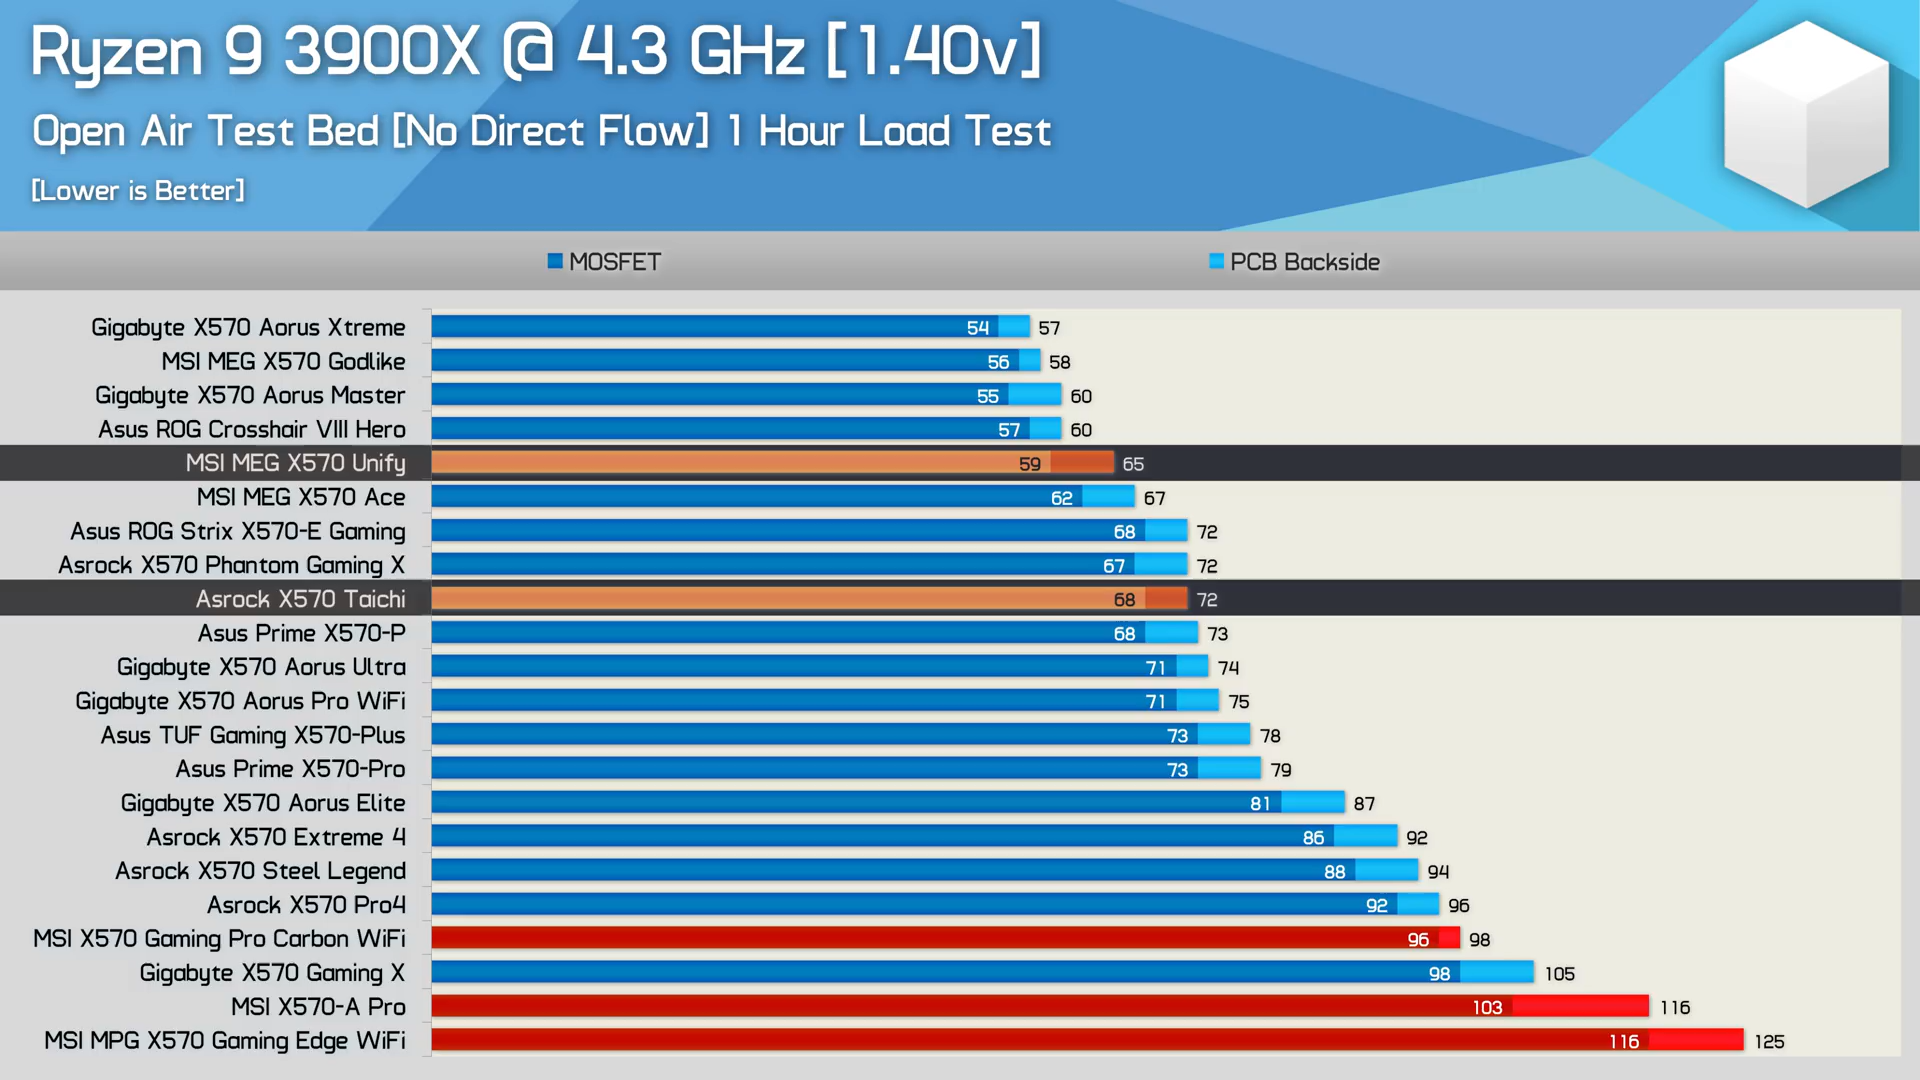 Ryzen 9 3900X @ 4.3 GHz [1.40v]
Open Air Test Bed [No Direct Flow] 1 Hour Load Test
[Lower is Better]
MOSFET PCB Backside
Gigabyte X570 Aorus Xtreme 54 57
MSI MEG X570 Godlike 56 58
Gigabyte X570 Aorus Master 55 60
Asus ROG Crosshair VIII Hero 57 60
MSI MEG X570 Unify 59 65
MSI MEG X570 Ace 62 67
Asus ROG Strix X570-E Gaming 68 72
Asrock X570 Phantom Gaming X 67 72
Asrock X570 Taichi 68 72
Asus Prime X570-P 68 73
Gigabyte X570 Aorus Ultra 71 74
Gigabyte X570 Aorus Pro WiFi 71 75
Asus TUF Gaming X570-Plus 73 78
Asus Prime X570-Pro 73 79
Gigabyte X570 Aorus Elite 81 87
Asrock X570 Extreme 4 86 92
Asrock X570 Steel Legend 88 94
Asrock X570 Pro4 92 96
MSI X570 Gaming Pro Carbon WiFi 96 98
Gigabyte X570 Gaming X 98 105
MSI X570-A Pro 103 116
MSI MPG X570 Gaming Edge WiFi 116 125